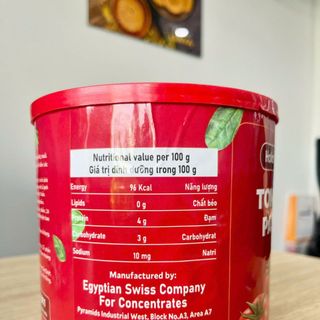 Nutritional value per 100 g
Giá trị dinh dưỡng trong 100 g
Energy 96 Kcal Năng lượng
Lipids 0 g Chất béo
Protein 4 g Đạm
Carbohydrate 3 g Carbohydrat
Sodium 10 mg Natri
Manufactured by:
Egyptian Swiss Company
For Concentrates
Pyramids Industrial West, Block No.A3, Area A7